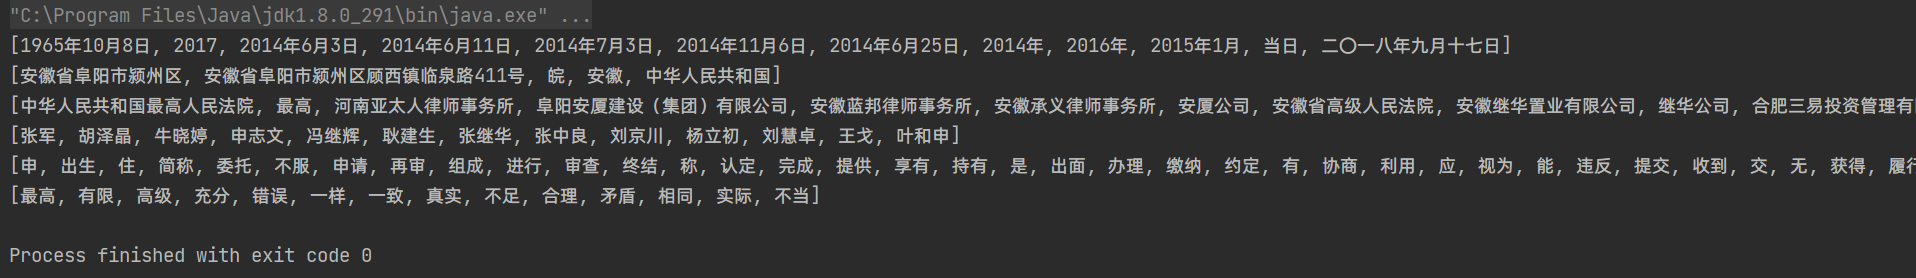 "C:\Program Files\Java\jdk1.8.0_291\bin\java.exe" ...
[1965年10月8日, 2017, 2014年6月3日, 2014年6月11日, 2014年7月3日, 2014年11月6日, 2014年6月25日, 2014年, 2016年, 2015年1月, 当日, 二〇一八年九月十七日]
[安徽省阜阳市颍州区, 安徽省阜阳市颍州区顾西镇临泉路411号, 皖, 安徽, 中华人民共和国]
[中华人民共和国最高人民法院, 最高, 河南亚太人律师事务所, 阜阳安厦建设（集团）有限公司, 安徽蓝邦律师事务所, 安徽承义律师事务所, 安厦公司, 安徽省高级人民法院, 安徽继华置业有限公司, 继华公司, 合肥三易投资管理有
[张军, 胡泽晶, 牛晓婷, 申志文, 冯继辉, 耿建生, 张继华, 张中良, 刘京川, 杨立初, 刘慧卓, 王戈, 叶和申]
[申, 出生, 住, 简称, 委托, 不服, 申请, 再审, 组成, 进行, 审查, 终结, 称, 认定, 完成, 提供, 享有, 持有, 是, 出面, 办理, 缴纳, 约定, 有, 协商, 利用, 应, 视为, 能, 违反, 提交, 收到, 交, 无, 获得, 履行
[最高, 有限, 高级, 充分, 错误, 一样, 一致, 真实, 不足, 合理, 矛盾, 相同, 实际, 不当]
Process finished with exit code 0